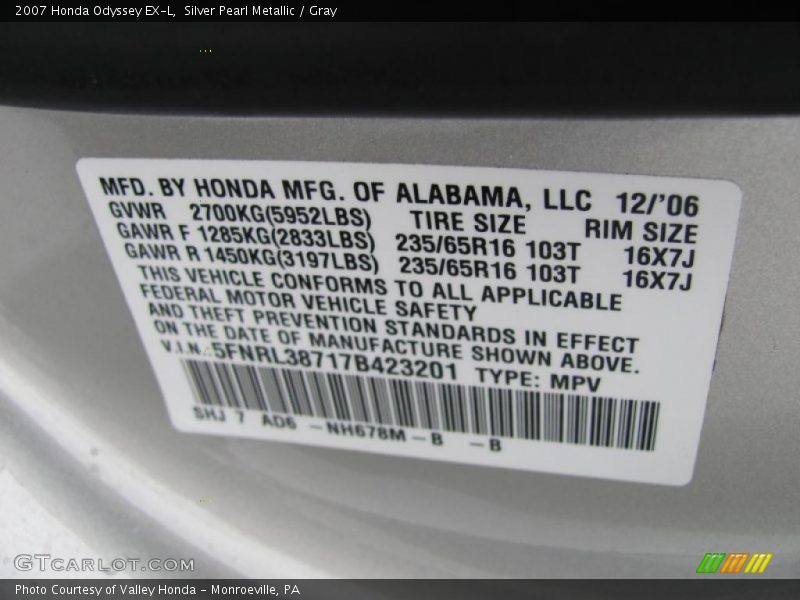 2007 Honda Odyssey EX-L, Silver Pearl Metallic / Gray
MFD. BY HONDA MFG. OF ALABAMA, LLC 12/'06
GVWR 2700KG(5952LBS) TIRE SIZE RIM SIZE
GAWR F 1285KG(2833LBS) 235/65R16 103T 16X7J
GAWR R 1450KG(3197LBS) 235/65R16 103T 16X7J
THIS VEHICLE CONFORMS TO ALL APPLICABLE
FEDERAL MOTOR VEHICLE SAFETY
AND THEFT PREVENTION STANDARDS IN EFFECT
ON THE DATE OF MANUFACTURE SHOWN ABOVE.
V.I.N.:5FNRL38717B423201 TYPE: MPV
SHJ 7 AD6 -NH678M-B -B
GTCARLOT.COM
Photo Courtesy of Valley Honda - Monroeville, PA